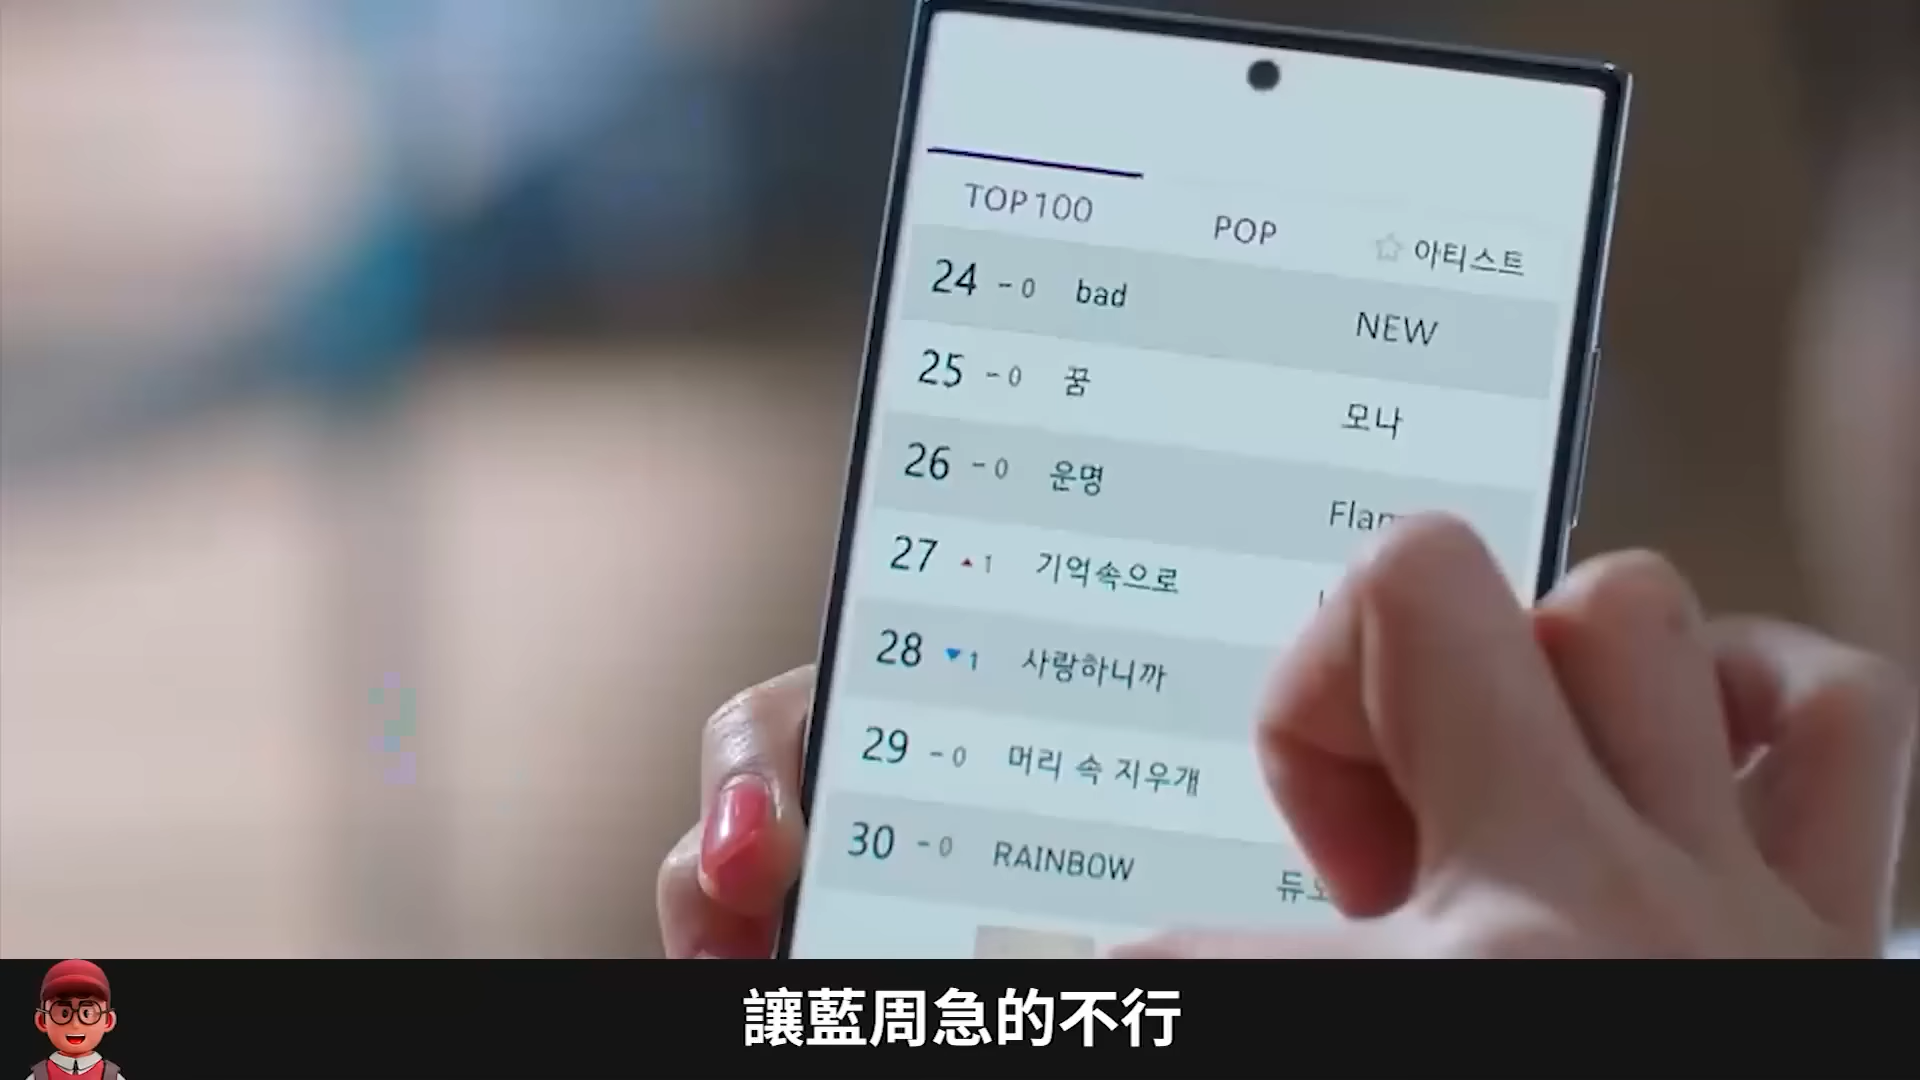 TOP100 POP ☆ 아티스트
24 - 0 bad NEW
25 - 0 꿈 모나
26 - 0 운명
27 ▲ 1 기억속으로
28 ▼ 1 사랑하니까
29 - 0 머리 속 지우개
30 - 0 RAINBOW
讓藍周急的不行